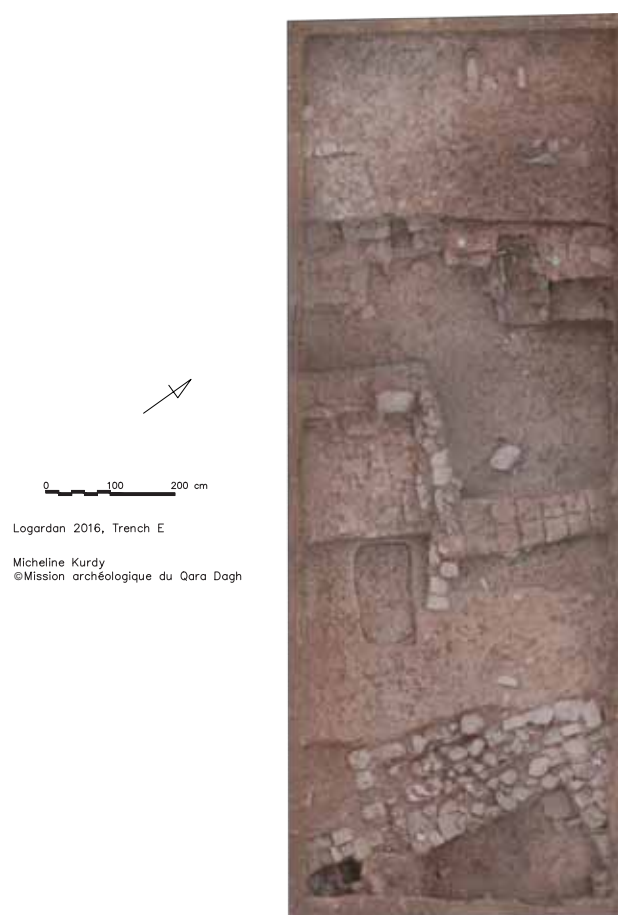 0 100 200 cm
Logardan 2016, Trench E
Micheline Kurdy
©Mission archéologique du Qara Dagh